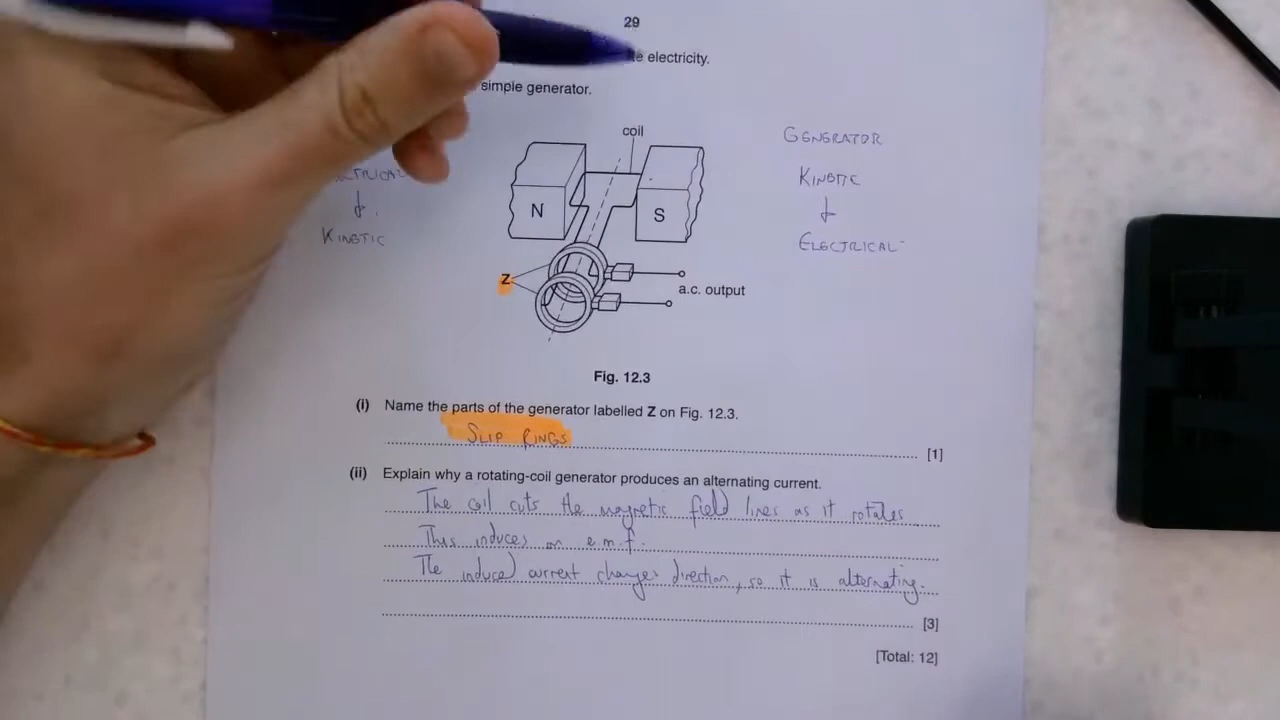 29
electricity.
simple generator.
coil
GENERATOR
KINETIC
ELECTRICAL
KINETIC
N
S
Z
a.c. output
Fig. 12.3
(i) Name the parts of the generator labelled Z on Fig. 12.3.
SLIP RINGS
[1]
(ii) Explain why a rotating-coil generator produces an alternating current.
The coil cuts the magnetic field lines as it rotates.
This induces an e.m.f.
The induced current changes direction, so it is alternating.
[3]
[Total: 12]